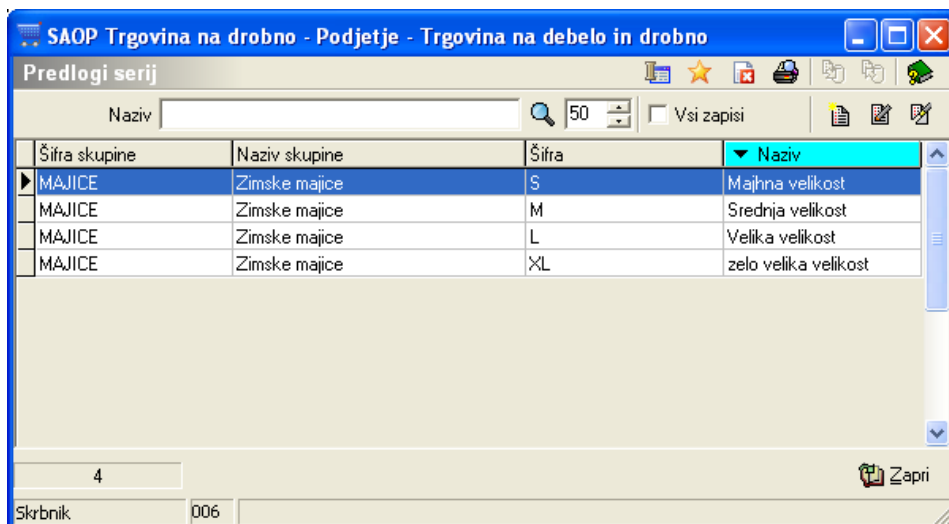 SAOP Trgovina na drobno - Podjetje - Trgovina na debelo in drobno
Predlogi serij
Naziv 50 Vsi zapisi
Šifra skupine Naziv skupine Šifra Naziv
MAJICE Zimske majice S Majhna velikost
MAJICE Zimske majice M Srednja velikost
MAJICE Zimske majice L Velika velikost
MAJICE Zimske majice XL zelo velika velikost
4 Zapri
Skrbnik 006